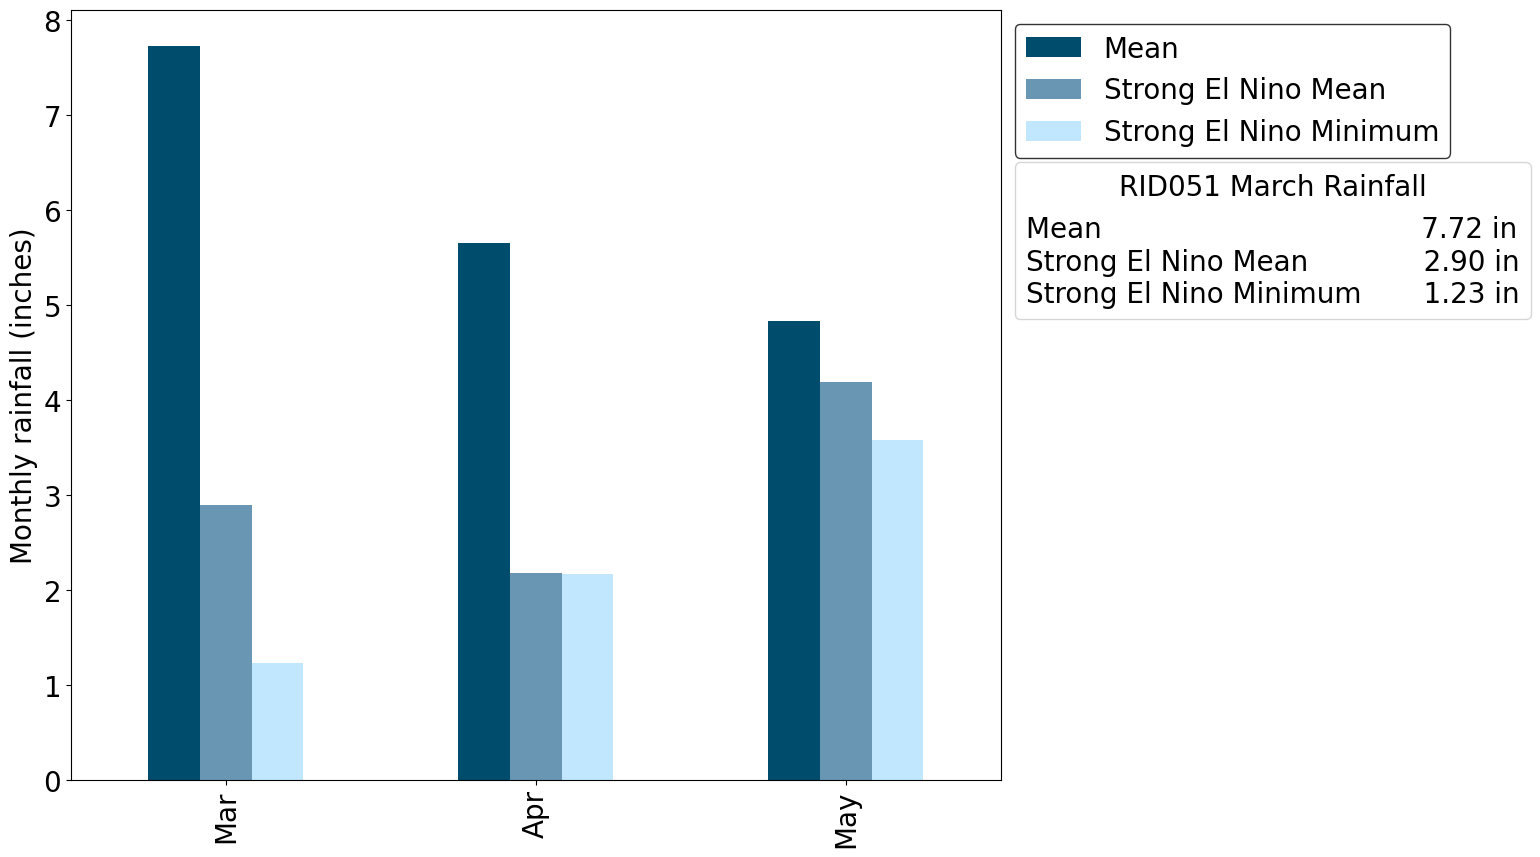 8
7
6
5
4
3
2
1
0
Monthly rainfall (inches)
Mar
Apr
May
Mean
Strong El Nino Mean
Strong El Nino Minimum
RID051 March Rainfall
Mean 7.72 in
Strong El Nino Mean 2.90 in
Strong El Nino Minimum 1.23 in